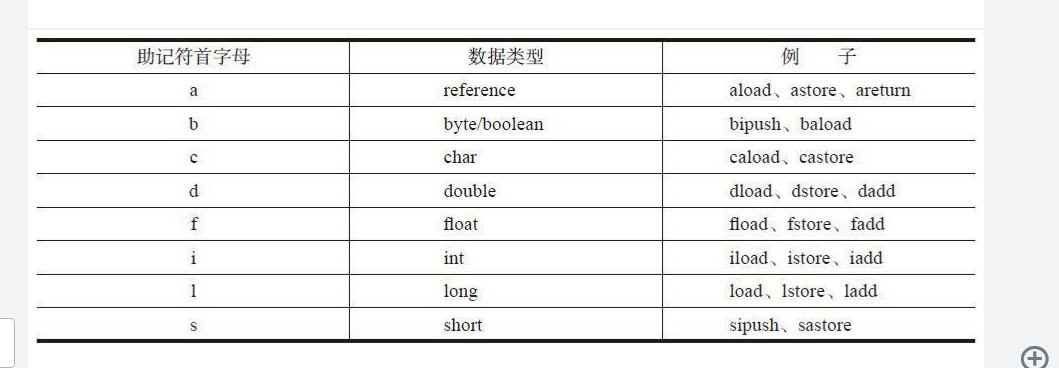 助记符首字母 数据类型 例 子
a reference aload、astore、areturn
b byte/boolean bipush、baload
c char caload、castore
d double dload、dstore、dadd
f float fload、fstore、fadd
i int iload、istore、iadd
l long load、lstore、ladd
s short sipush、sastore